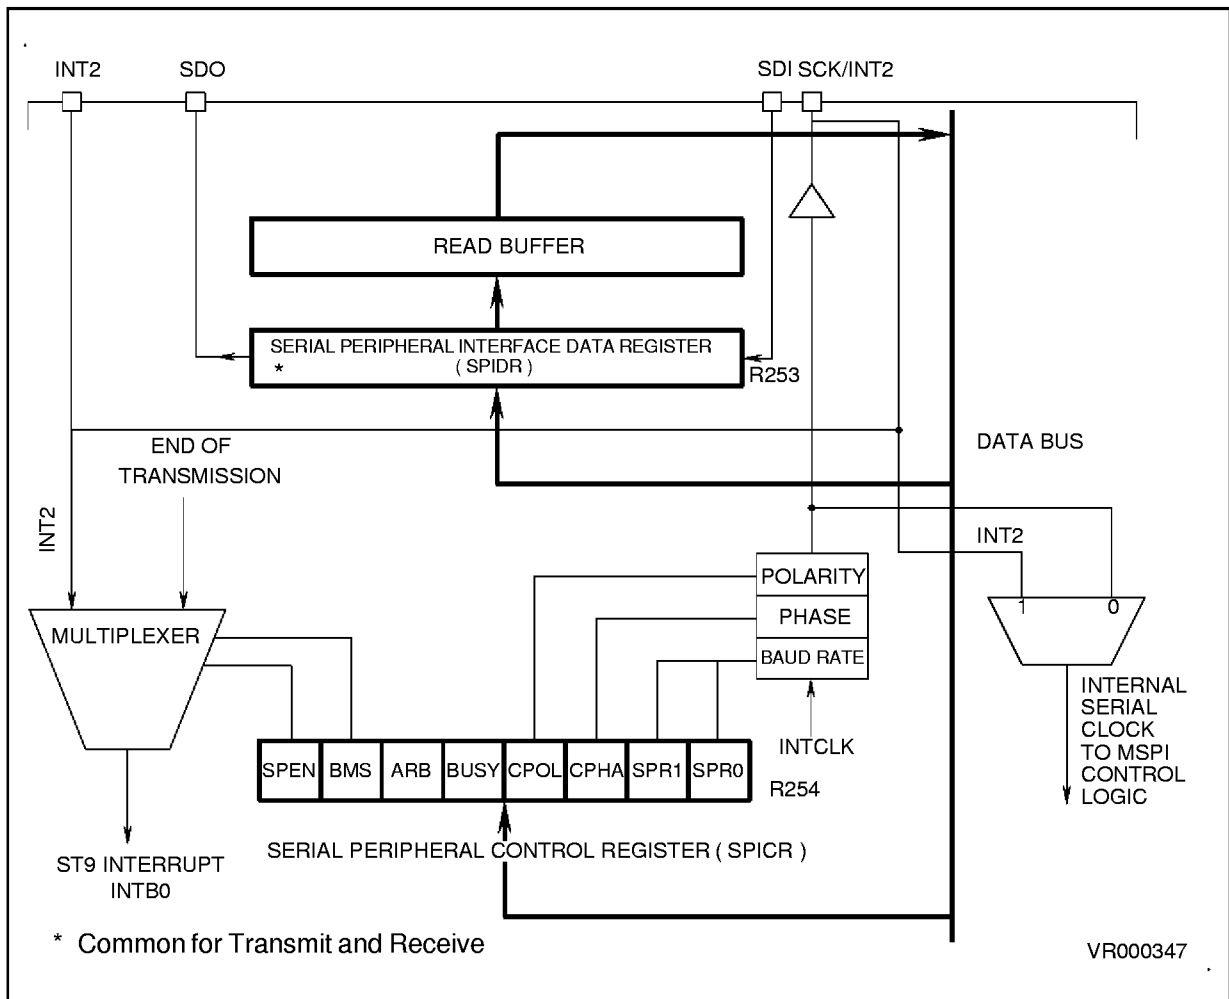 INT2
SDO
SDI SCK/INT2
READ BUFFER
SERIAL PERIPHERAL INTERFACE DATA REGISTER
*
( SPIDR )
R253
END OF
TRANSMISSION
DATA BUS
INT2
INT2
POLARITY
PHASE
BAUD RATE
1
0
MULTIPLEXER
INTCLK
INTERNAL
SERIAL
CLOCK
TO MSPI
CONTROL
LOGIC
SPEN
BMS
ARB
BUSY
CPOL
CPHA
SPR1
SPR0
R254
SERIAL PERIPHERAL CONTROL REGISTER ( SPICR )
ST9 INTERRUPT
INTB0
* Common for Transmit and Receive
VR000347